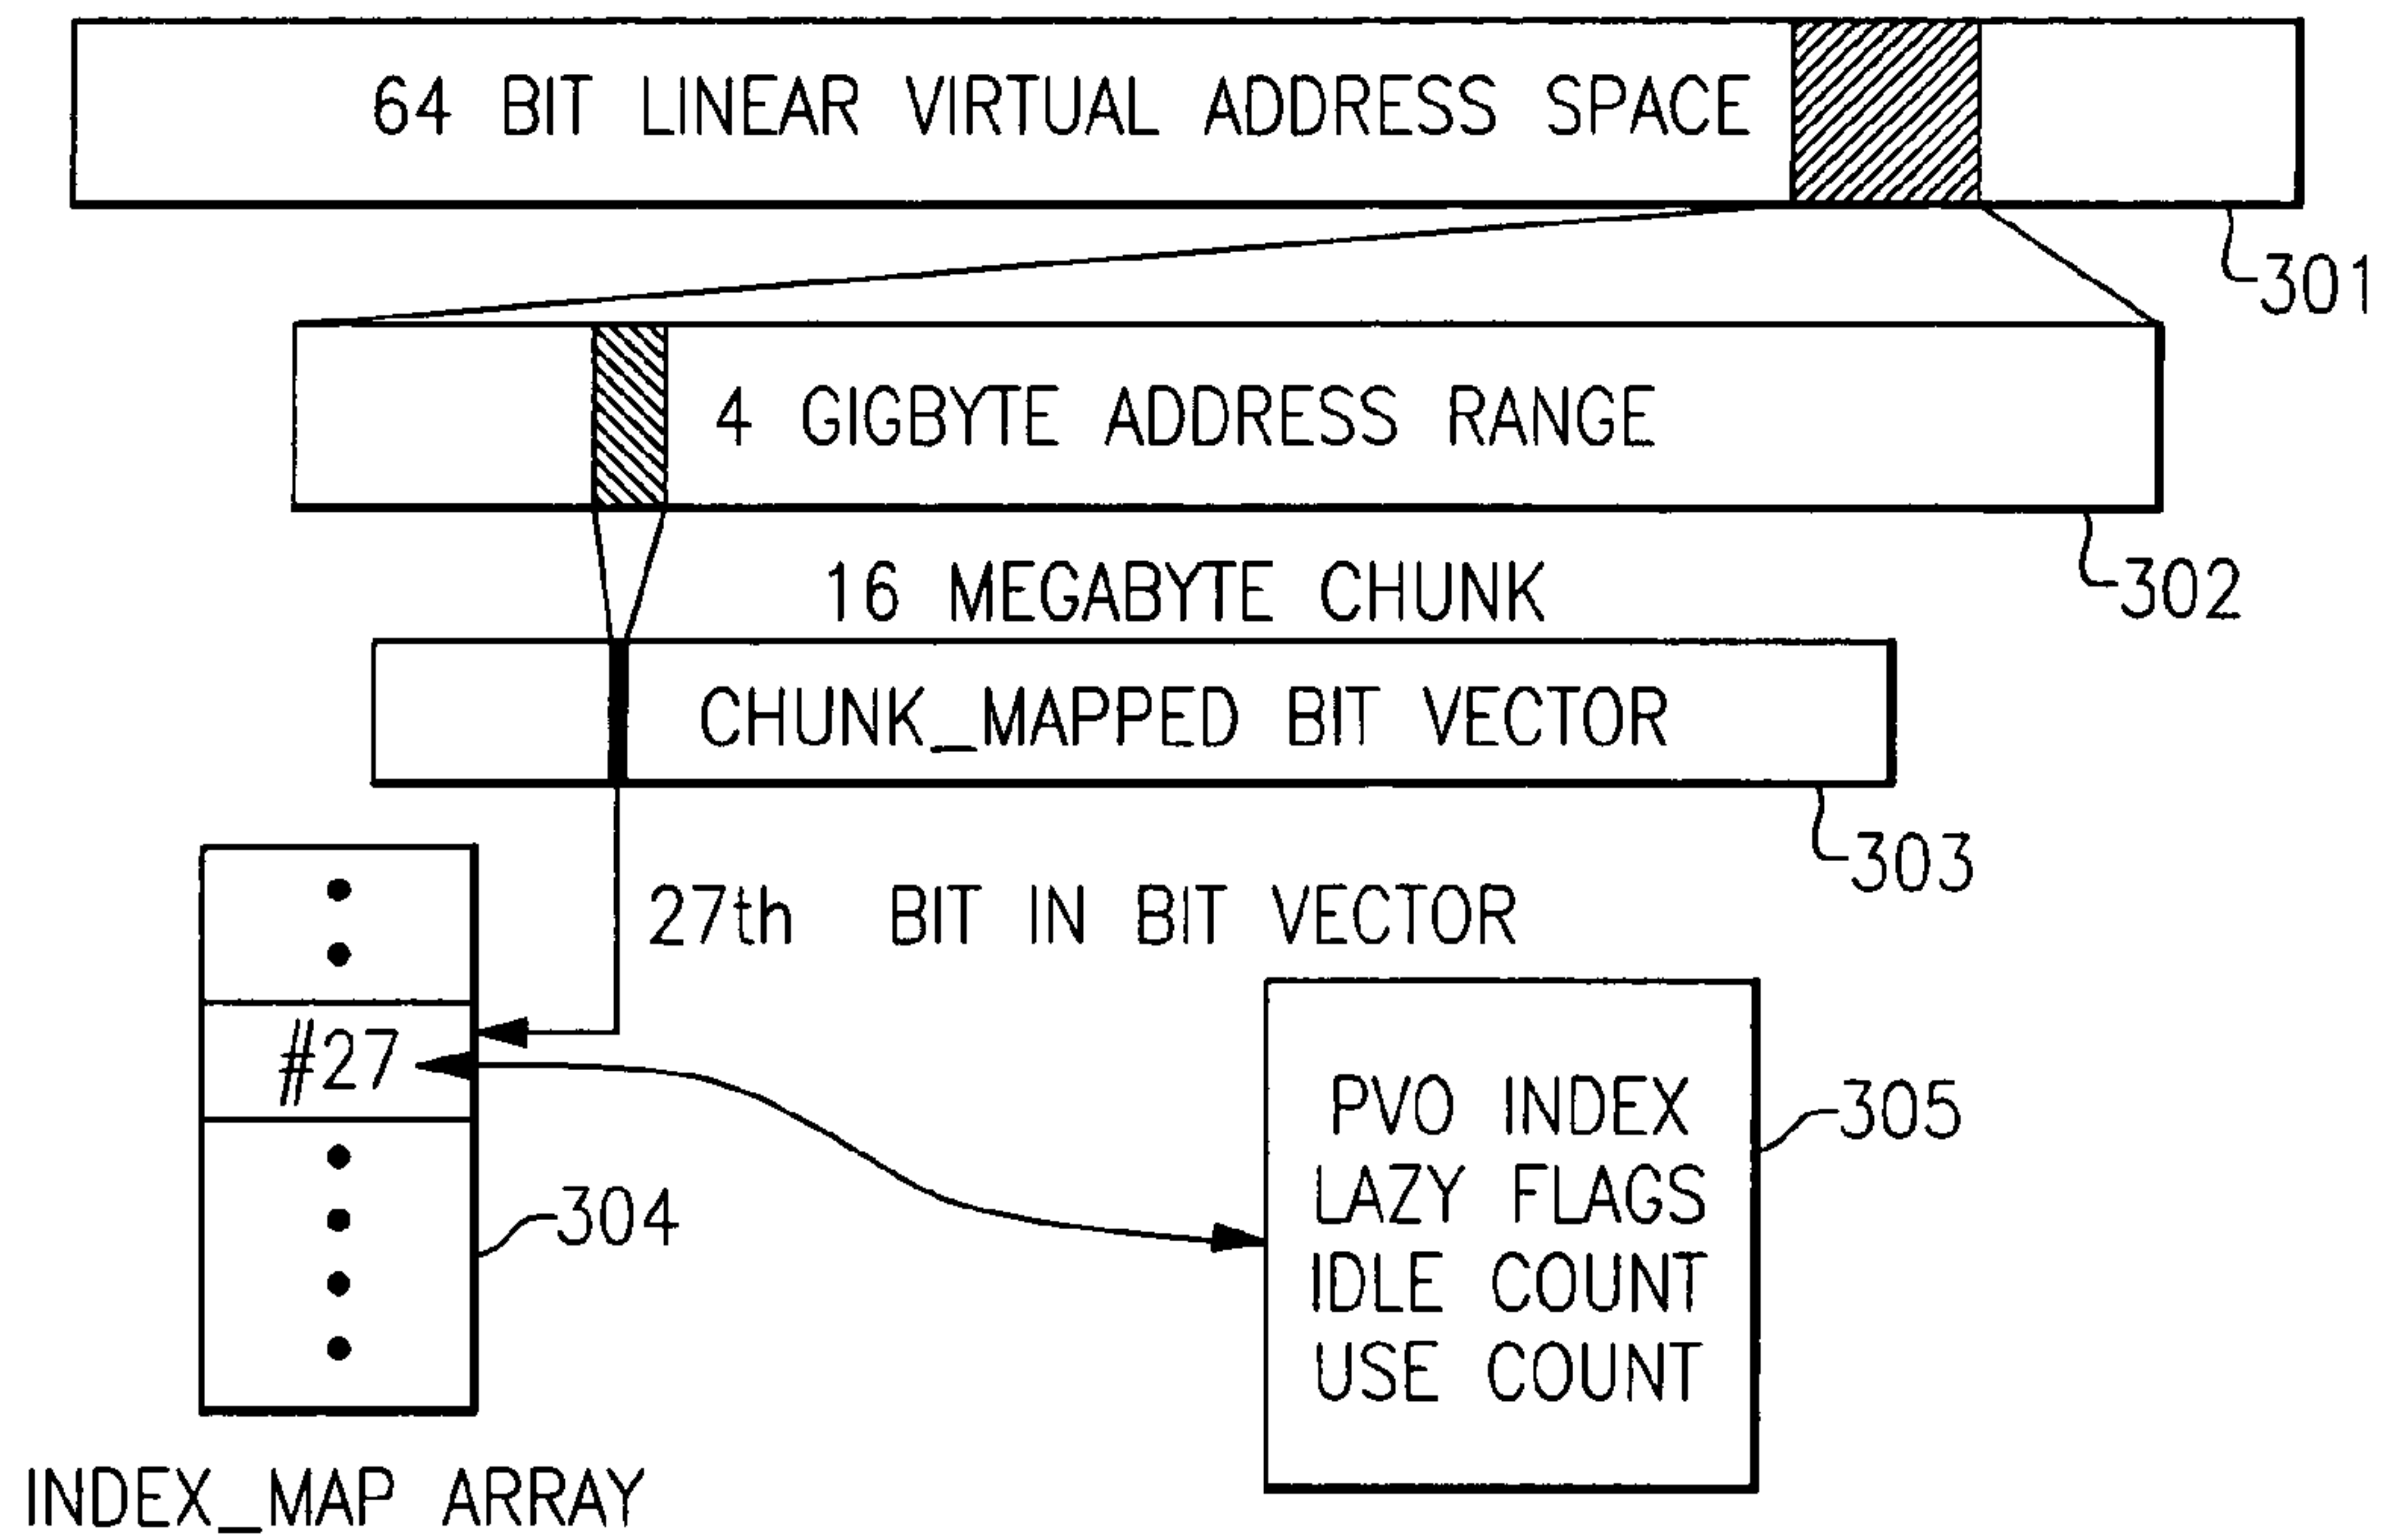 64 BIT LINEAR VIRTUAL ADDRESS SPACE
301
4 GIGBYTE ADDRESS RANGE
302
16 MEGABYTE CHUNK
CHUNK_MAPPED BIT VECTOR
303
27th BIT IN BIT VECTOR
#27
304
PVO INDEX
LAZY FLAGS
IDLE COUNT
USE COUNT
305
INDEX_MAP ARRAY